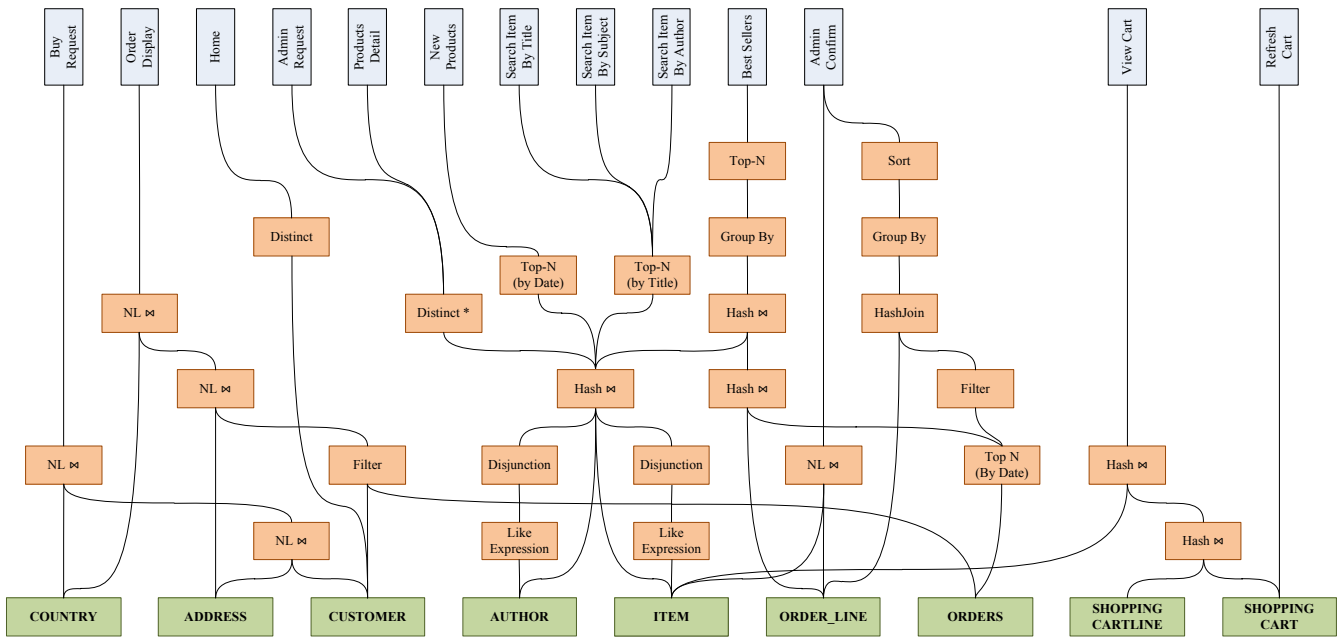 Buy
Request
Order
Display
Home
Admin
Request
Products
Detail
New
Products
Search Item
By Title
Search Item
By Subject
Search Item
By Author
Best Sellers
Admin
Confirm
View Cart
Refresh
Cart
Top-N
Sort
Distinct
Group By
Group By
Top-N
(by Date)
Top-N
(by Title)
NL ⋈
Distinct *
Hash ⋈
HashJoin
NL ⋈
Hash ⋈
Hash ⋈
Filter
NL ⋈
Filter
Disjunction
Disjunction
NL ⋈
Top N
(By Date)
Hash ⋈
NL ⋈
Like
Expression
Like
Expression
Hash ⋈
COUNTRY
ADDRESS
CUSTOMER
AUTHOR
ITEM
ORDER_LINE
ORDERS
SHOPPING
CARTLINE
SHOPPING
CART